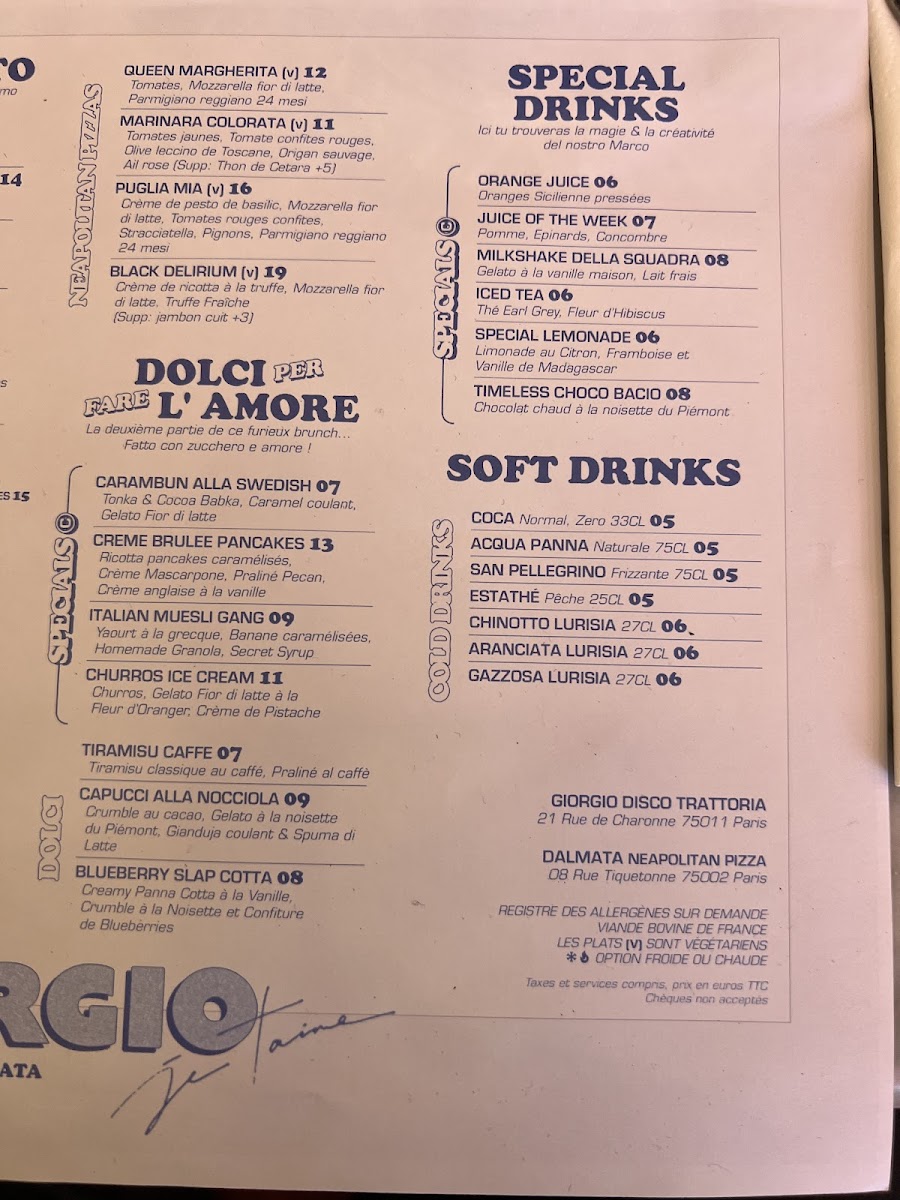 TO
mo
14
s
ES 15
NEAPOLITAN PIZZAS
QUEEN MARGHERITA (v) 12
Tomates, Mozzarella fior di latte,
Parmigiano reggiano 24 mesi
MARINARA COLORATA (v) 11
Tomates jaunes, Tomate confites rouges,
Olive leccino de Toscane, Origan sauvage,
Ail rose (Supp: Thon de Cetara +5)
PUGLIA MIA (v) 16
Crème de pesto de basilic, Mozzarella fior
di latte, Tomates rouges confites,
Stracciatella, Pignons, Parmigiano reggiano
24 mesi
BLACK DELIRIUM (v) 19
Crème de ricotta à la truffe, Mozzarella fior
di latte. Truffe Fraîche
(Supp: jambon cuit +3)
DOLCI PER
FARE L' AMORE
La deuxième partie de ce furieux brunch...
Fatto con zucchero e amore !
SPECIALS ©
CARAMBUN ALLA SWEDISH 07
Tonka & Cocoa Babka, Caramel coulant,
Gelato Fior di latte
CREME BRULEE PANCAKES 13
Ricotta pancakes caramélisés,
Crème Mascarpone, Praliné Pecan,
Crème anglaise à la vanille
ITALIAN MUESLI GANG 09
Yaourt à la grecque, Banane caramélisées,
Homemade Granola, Secret Syrup
CHURROS ICE CREAM 11
Churros, Gelato Fior di latte à la
Fleur d'Oranger, Crème de Pistache
DOLCI
TIRAMISU CAFFE 07
Tiramisu classique au caffé, Praliné al caffè
CAPUCCI ALLA NOCCIOLA 09
Crumble au cacao, Gelato à la noisette
du Piémont, Gianduja coulant & Spuma di
Latte
BLUEBERRY SLAP COTTA 08
Creamy Panna Cotta à la Vanille,
Crumble à la Noisette et Confiture
de Blueberries
SPECIAL
DRINKS
Ici tu trouveras la magie & la créativité
del nostro Marco
SPECIALS ©
ORANGE JUICE 06
Oranges Sicilienne pressées
JUICE OF THE WEEK 07
Pomme, Epinards, Concombre
MILKSHAKE DELLA SQUADRA 08
Gelato à la vanille maison, Lait frais
ICED TEA 06
Thé Earl Grey, Fleur d'Hibiscus
SPECIAL LEMONADE 06
Limonade au Citron, Framboise et
Vanille de Madagascar
TIMELESS CHOCO BACIO 08
Chocolat chaud à la noisette du Piémont
SOFT DRINKS
COLD DRINKS
COCA Normal, Zero 33CL 05
ACQUA PANNA Naturale 75CL 05
SAN PELLEGRINO Frizzante 75CL 05
ESTATHÉ Pêche 25CL 05
CHINOTTO LURISIA 27CL 06
ARANCIATA LURISIA 27CL 06
GAZZOSA LURISIA 27CL 06
GIORGIO DISCO TRATTORIA
21 Rue de Charonne 75011 Paris
DALMATA NEAPOLITAN PIZZA
08 Rue Tiquetonne 75002 Paris
REGISTRE DES ALLERGÈNES SUR DEMANDE
VIANDE BOVINE DE FRANCE
LES PLATS (V) SONT VÉGÉTARIENS
OPTION FROIDE OU CHAUDE
Taxes et services compris, prix en euros TTC
Chèques non acceptés
RGIO
je t'aime
ATA